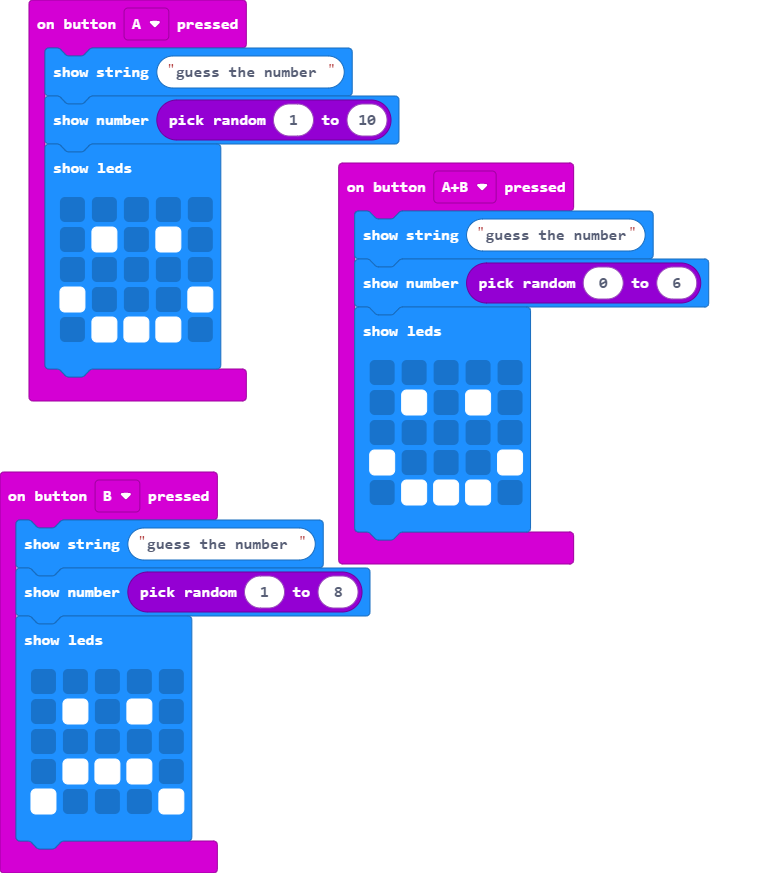 on button A pressed
show string "guess the number "
show number pick random 1 to 10
show leds
on button A+B pressed
show string "guess the number"
show number pick random 0 to 6
show leds
on button B pressed
show string "guess the number "
show number pick random 1 to 8
show leds